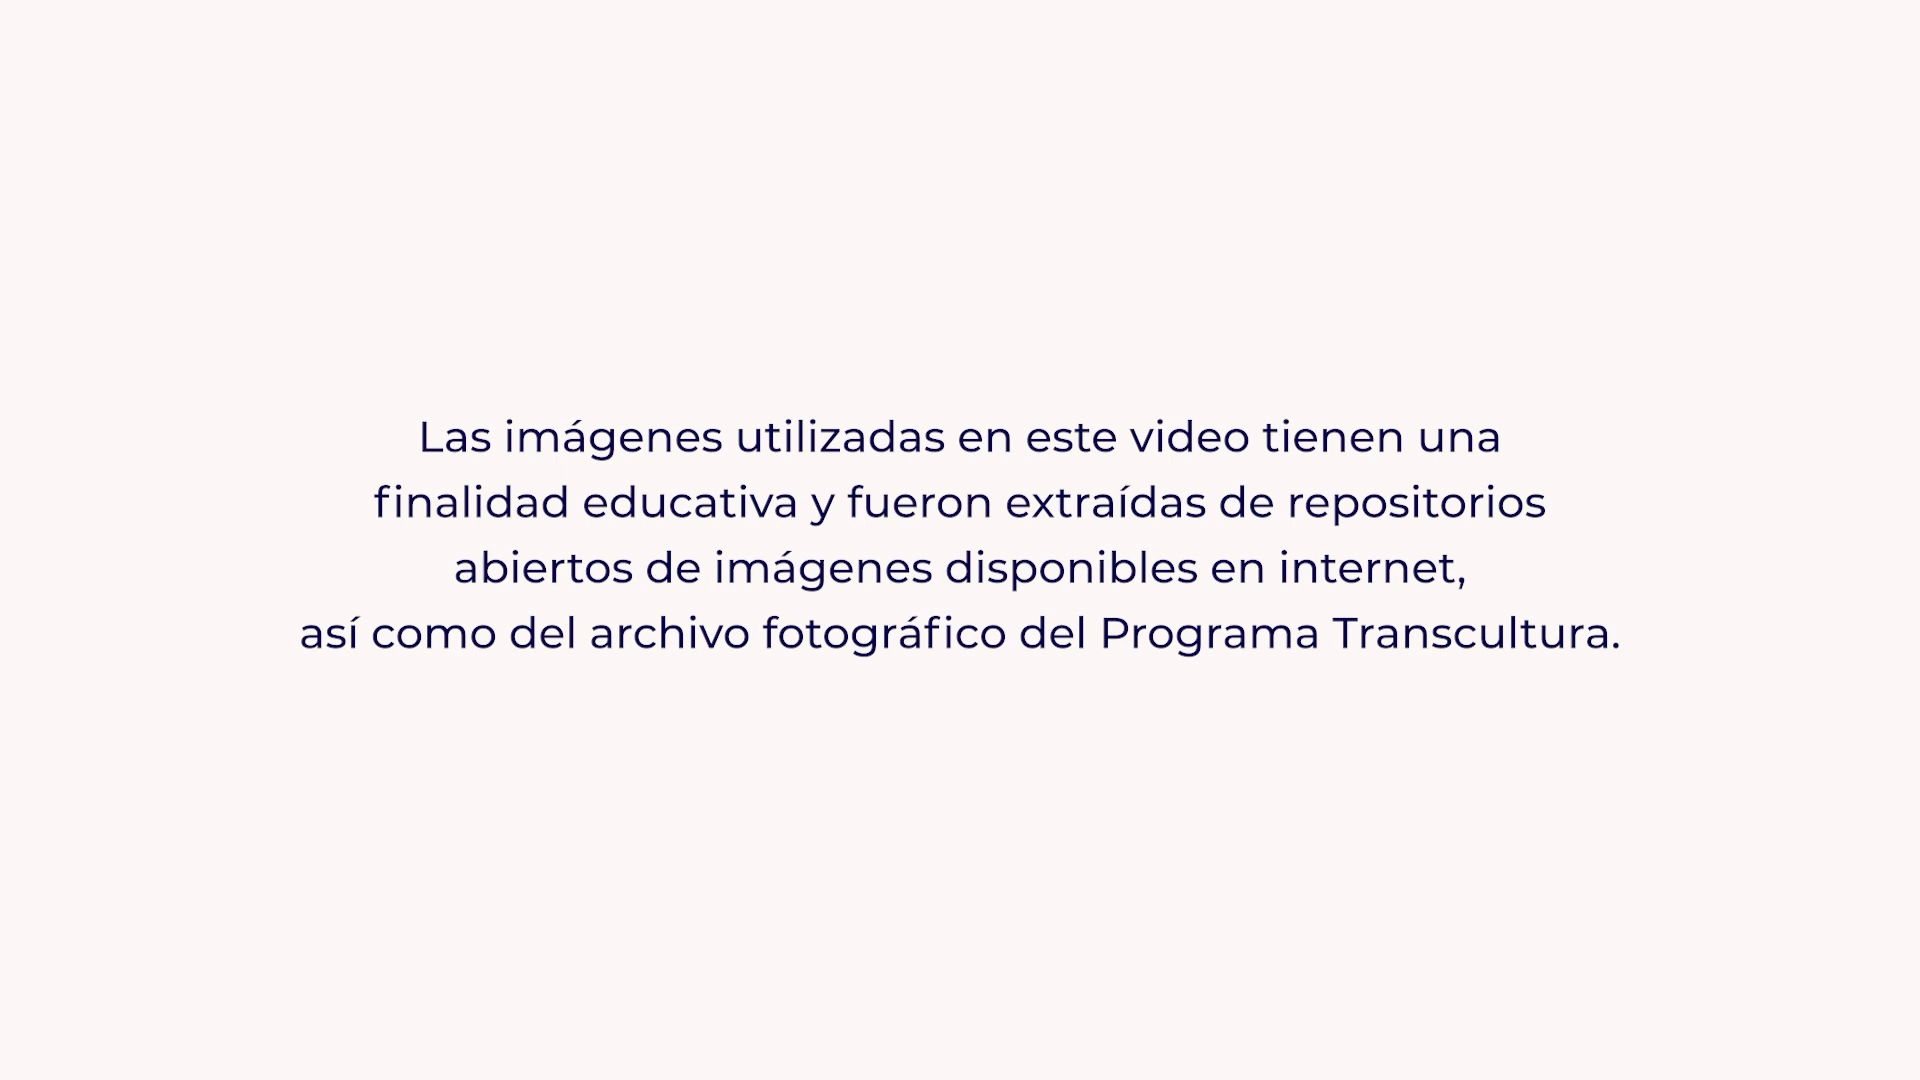 Las imágenes utilizadas en este video tienen una
finalidad educativa y fueron extraídas de repositorios
abiertos de imágenes disponibles en internet,
así como del archivo fotográfico del Programa Transcultura.